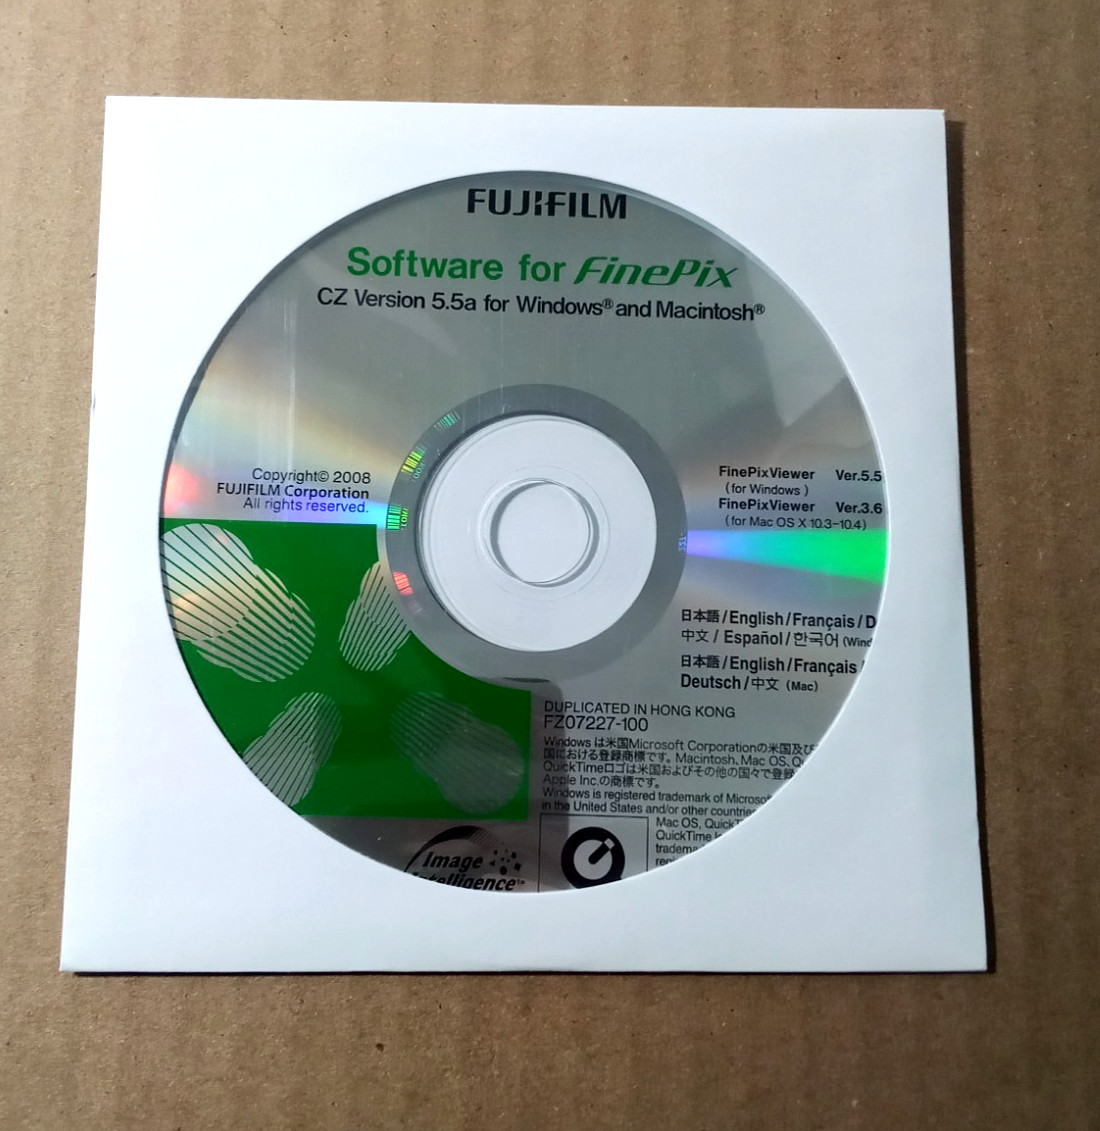 FUJIFILM
Software for FinePix
CZ Version 5.5a for Windows® and Macintosh®
Copyright© 2008
FUJIFILM Corporation
All rights reserved.
FinePixViewer Ver.5.5
(for Windows )
FinePixViewer Ver.3.6
(for Mac OS X 10.3-10.4)
日本語 / English / Français / D
中文 / Español / 한국어 (Wind
日本語 / English / Français /
Deutsch / 中文 (Mac)
DUPLICATED IN HONG KONG
FZ07227-100
Windows は米国Microsoft Corporationの米国及び
国における登録商標です。Macintosh、Mac OS、Qu
QuickTimeロゴは米国およびその他の国々で登録
Apple Inc.の商標です。
Windows is registered trademark of Microsof
in the United States and/or other countries
Mac OS, QuickT
QuickTime
tradema
regi
Image
Intelligence™